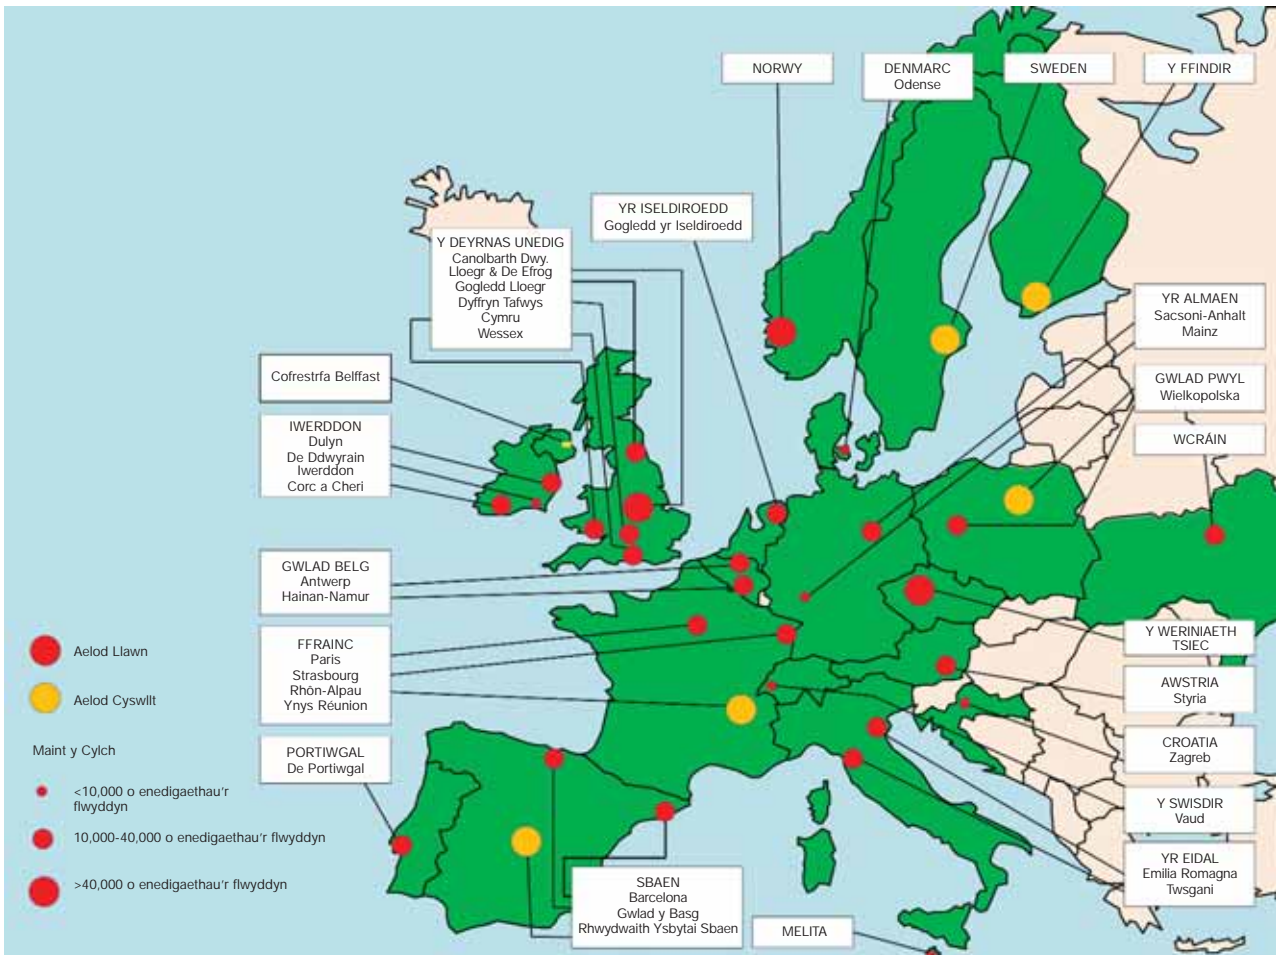 NORWY
DENMARC
Odense
SWEDEN
Y FFINDIR
YR ISELDIROEDD
Gogledd yr Iseldiroedd
Y DEYRNAS UNEDIG
Canolbarth Dwy.
Lloegr & De Efrog
Gogledd Lloegr
Dyffryn Tafwys
Cymru
Wessex
YR ALMAEN
Sacsoni-Anhalt
Mainz
Cofrestrfa Belffast
GWLAD PWYL
Wielkopolska
IWERDDON
Dulyn
De Ddwyrain
Iwerddon
Corc a Cheri
WCRÁIN
GWLAD BELG
Antwerp
Hainan-Namur
FFRAINC
Paris
Strasbourg
Rhôn-Alpau
Ynys Réunion
Y WERINIAETH
TSIEC
AWSTRIA
Styria
PORTIWGAL
De Portiwgal
CROATIA
Zagreb
Y SWISDIR
Vaud
YR EIDAL
Emilia Romagna
Twsgani
SBAEN
Barcelona
Gwlad y Basg
Rhwydwaith Ysbytai Sbaen
MELITA
Aelod Llawn
Aelod Cyswllt
Maint y Cylch
<10,000 o enedigaethau'r
flwyddyn
10,000-40,000 o enedigaethau'r flwyddyn
>40,000 o enedigaethau'r flwyddyn